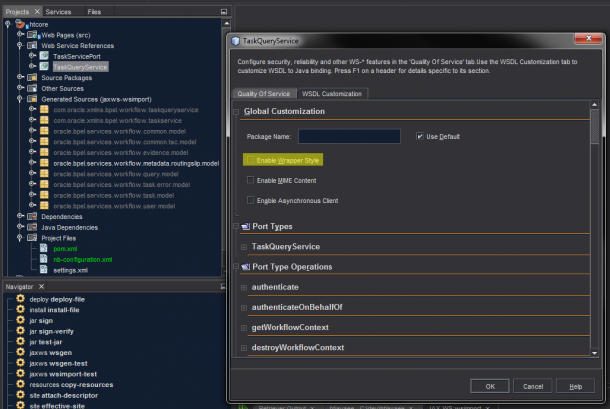 Projects
Services
Files
htcore
Web Pages (src)
Web Service References
TaskServicePort
TaskQueryService
Source Packages
Other Sources
Generated Sources (jaxws-wsimport)
com.oracle.xmlns.bpel.workflow.taskqueryservice
com.oracle.xmlns.bpel.workflow.taskservice
oracle.bpel.services.workflow.common.model
oracle.bpel.services.workflow.common.tsc.model
oracle.bpel.services.workflow.evidence.model
oracle.bpel.services.workflow.metadata.routingslip.model
oracle.bpel.services.workflow.query.model
oracle.bpel.services.workflow.task.error.model
oracle.bpel.services.workflow.task.model
oracle.bpel.services.workflow.user.model
Dependencies
Java Dependencies
Project Files
pom.xml
nb-configuration.xml
settings.xml
Navigator
deploy deploy-file
install install-file
jar sign
jar sign-verify
jar test-jar
jaxws wsgen
jaxws wsgen-test
jaxws wsimport-test
resources copy-resources
site attach-descriptor
site effective-site
TaskQueryService
Configure security, reliability and other WS-* features in the 'Quality Of Service' tab.Use the WSDL Customization tab to
customize WSDL to Java binding. Press F1 on a header for details specific to its section.
Quality Of Service
WSDL Customization
Global Customization
Package Name:
Use Default
Enable Wrapper Style
Enable MIME Content
Enable Asynchronous Client
Port Types
TaskQueryService
Port Type Operations
authenticate
authenticateOnBehalfOf
getWorkflowContext
destroyWorkflowContext
OK
Cancel
Help